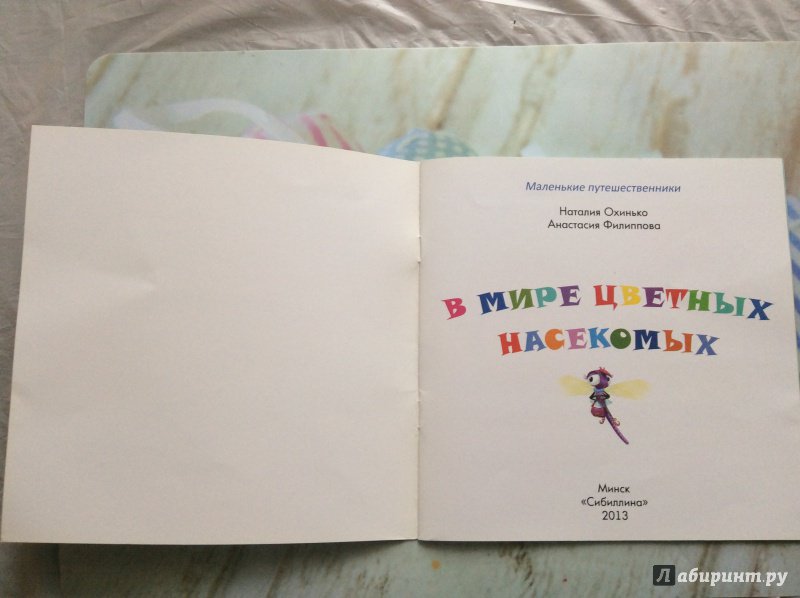 Маленькие путешественники
Наталия Охинько
Анастасия Филиппова
В МИРЕ ЦВЕТНЫХ
НАСЕКОМЫХ
Минск
«Сибиллина»
2013
Лабиринт.ру